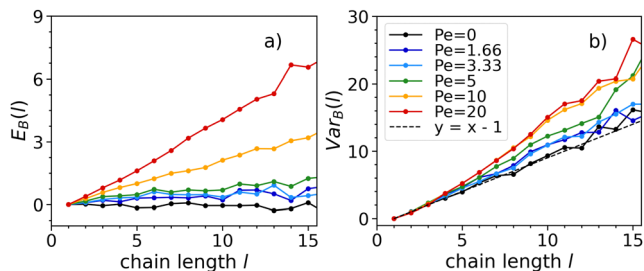 a)
E_B(l)
9
6
3
0
0
5
10
15
chain length l
b)
Var_B(l)
30
20
10
0
5
10
15
chain length l
Pe=0
Pe=1.66
Pe=3.33
Pe=5
Pe=10
Pe=20
y = x - 1